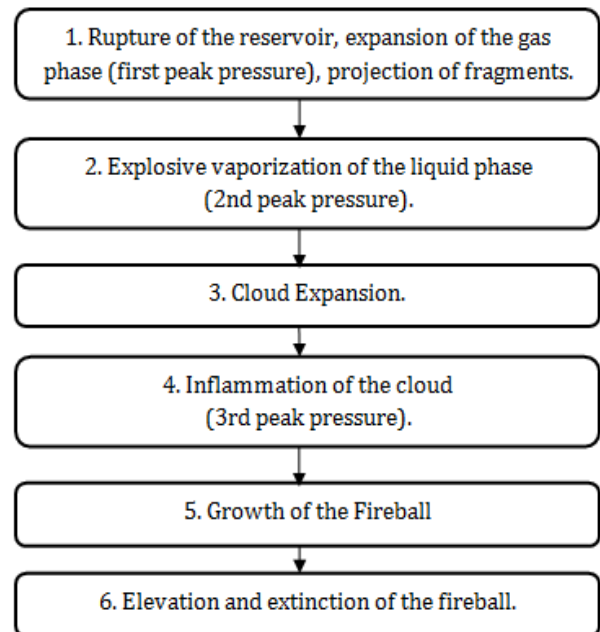 1. Rupture of the reservoir, expansion of the gas
phase (first peak pressure), projection of fragments.
2. Explosive vaporization of the liquid phase
(2nd peak pressure).
3. Cloud Expansion.
4. Inflammation of the cloud
(3rd peak pressure).
5. Growth of the Fireball
6. Elevation and extinction of the fireball.